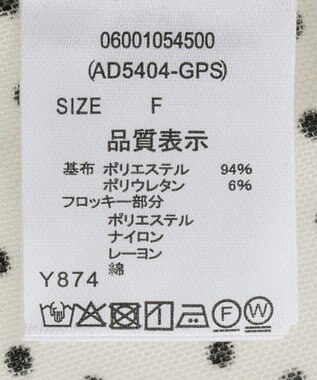 06001054500
(AD5404-GPS)
SIZE F
品質表示
基布 ポリエステル 94%
ポリウレタン 6%
フロッキー部分
ポリエステル
ナイロン
レーヨン
綿
Y874
F W